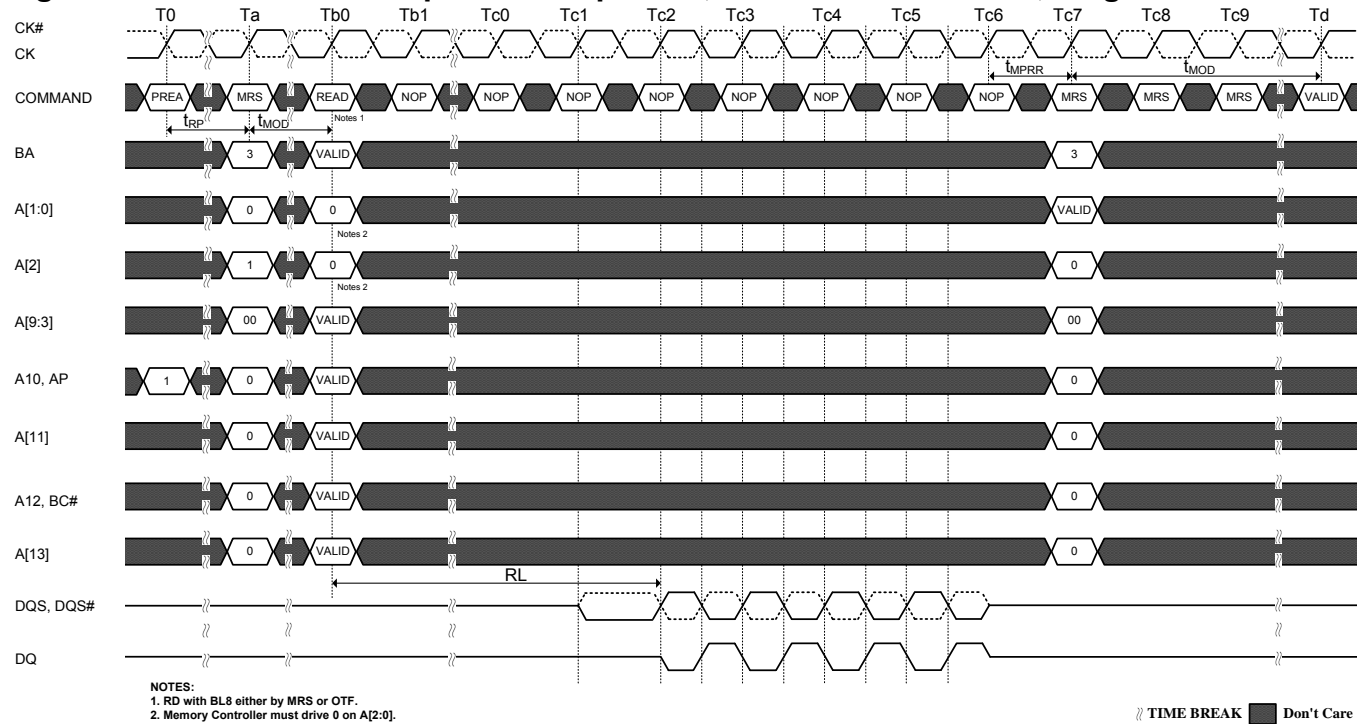 T0 Ta Tb0 Tb1 Tc0 Tc1 Tc2 Tc3 Tc4 Tc5 Tc6 Tc7 Tc8 Tc9 Td
CK#
CK
tMPRR tMOD
COMMAND PREA MRS READ NOP NOP NOP NOP NOP NOP NOP NOP MRS MRS MRS VALID
Notes 1
tRP tMOD
BA 3 VALID 3
A[1:0] 0 0 VALID
Notes 2
A[2] 1 0 0
Notes 2
A[9:3] 00 VALID 00
A10, AP 1 0 VALID 0
A[11] 0 VALID 0
A12, BC# 0 VALID 0
A[13] 0 VALID 0
RL
DQS, DQS#
DQ
NOTES:
1. RD with BL8 either by MRS or OTF.
2. Memory Controller must drive 0 on A[2:0].
TIME BREAK Don't Care